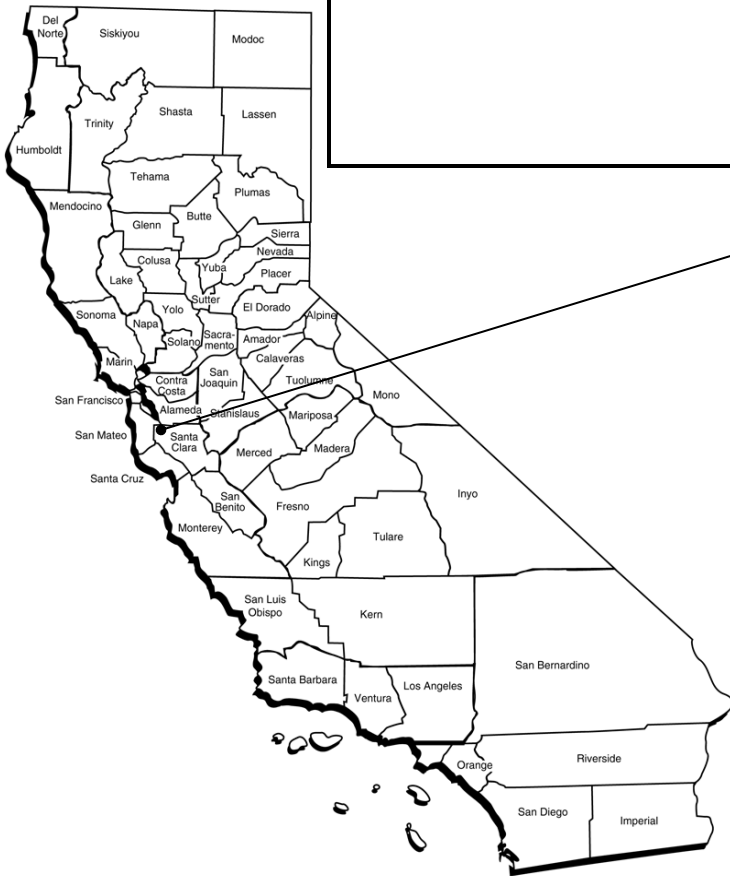 Del
Norte
Siskiyou
Modoc
Humboldt
Trinity
Shasta
Lassen
Tehama
Plumas
Mendocino
Glenn
Butte
Sierra
Nevada
Colusa
Lake
Yuba
Placer
Sutter
Sonoma
Napa
Yolo
El Dorado
Alpine
Solano
Sacra-
mento
Amador
Calaveras
Marin
Contra
Costa
San
Joaquin
Tuolumne
Mono
San Francisco
Alameda
Stanislaus
Mariposa
San Mateo
Santa
Clara
Merced
Madera
Santa Cruz
San
Benito
Fresno
Inyo
Monterey
Tulare
Kings
San Luis
Obispo
Kern
San Bernardino
Santa Barbara
Ventura
Los Angeles
Orange
Riverside
San Diego
Imperial